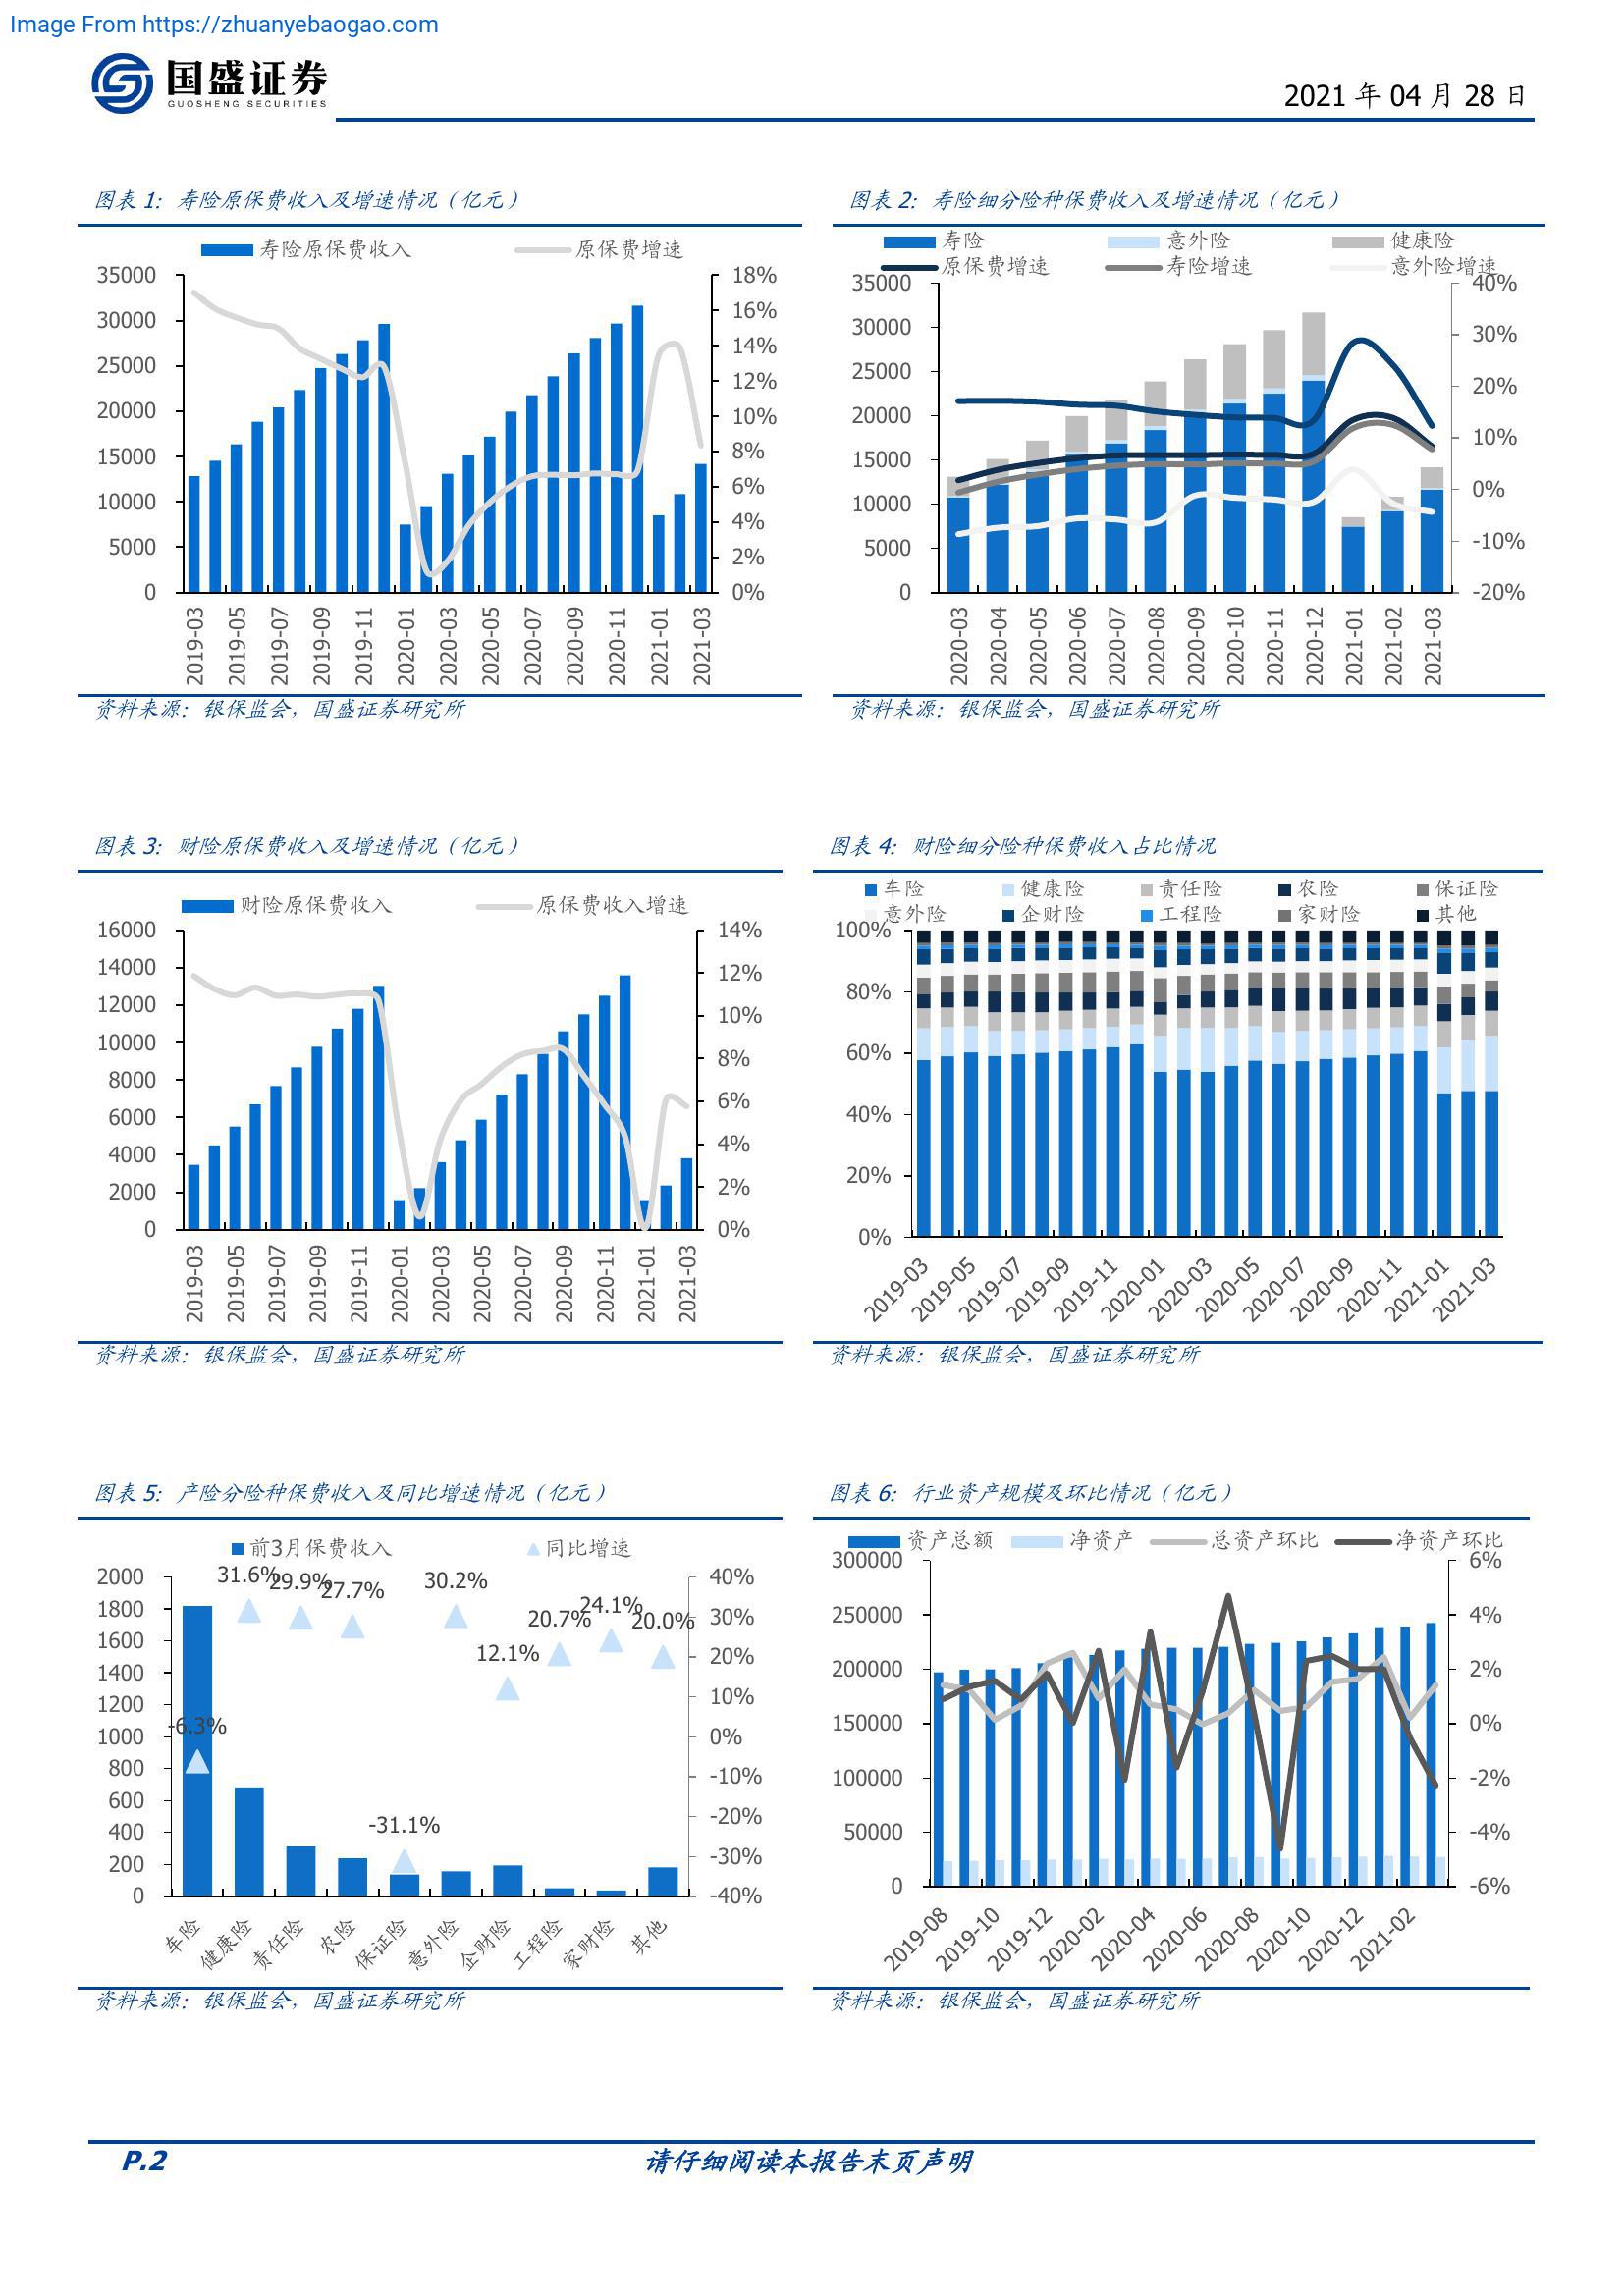 Image From https://zhuanyebaogao.com
国盛证券
GUOSHENG SECURITIES
2021 年 04 月 28 日
图表 1: 寿险原保费收入及增速情况（亿元）
寿险原保费收入 原保费增速
35000
30000
25000
20000
15000
10000
5000
0
18%
16%
14%
12%
10%
8%
6%
4%
2%
0%
2019-03 2019-05 2019-07 2019-09 2019-11 2020-01 2020-03 2020-05 2020-07 2020-09 2020-11 2021-01 2021-03
资料来源：银保监会，国盛证券研究所
图表 2: 寿险细分险种保费收入及增速情况（亿元）
寿险 意外险 健康险
原保费增速 寿险增速 意外险增速
35000
30000
25000
20000
15000
10000
5000
0
40%
30%
20%
10%
0%
-10%
-20%
2020-03 2020-04 2020-05 2020-06 2020-07 2020-08 2020-09 2020-10 2020-11 2020-12 2021-01 2021-02 2021-03
资料来源：银保监会，国盛证券研究所
图表 3: 财险原保费收入及增速情况（亿元）
财险原保费收入 原保费收入增速
16000
14000
12000
10000
8000
6000
4000
2000
0
14%
12%
10%
8%
6%
4%
2%
0%
2019-03 2019-05 2019-07 2019-09 2019-11 2020-01 2020-03 2020-05 2020-07 2020-09 2020-11 2021-01 2021-03
资料来源：银保监会，国盛证券研究所
图表 4: 财险细分险种保费收入占比情况
车险 健康险 责任险 农险 保证险
意外险 企财险 工程险 家财险 其他
100%
80%
60%
40%
20%
0%
2019-03 2019-05 2019-07 2019-09 2019-11 2020-01 2020-03 2020-05 2020-07 2020-09 2020-11 2021-01 2021-03
资料来源：银保监会，国盛证券研究所
图表 5: 产险分险种保费收入及同比增速情况（亿元）
前3月保费收入 同比增速
2000
1800
1600
1400
1200
1000
800
600
400
200
0
-6.3% 31.6% 29.9% 27.7% -31.1% 30.2% 12.1% 20.7% 24.1% 20.0%
40%
30%
20%
10%
0%
-10%
-20%
-30%
-40%
车险 健康险 责任险 农险 保证险 意外险 企财险 工程险 家财险 其他
资料来源：银保监会，国盛证券研究所
图表 6: 行业资产规模及环比情况（亿元）
资产总额 净资产 总资产环比 净资产环比
300000
250000
200000
150000
100000
50000
0
6%
4%
2%
0%
-2%
-4%
-6%
2019-08 2019-10 2019-12 2020-02 2020-04 2020-06 2020-08 2020-10 2020-12 2021-02
资料来源：银保监会，国盛证券研究所
P.2
请仔细阅读本报告末页声明